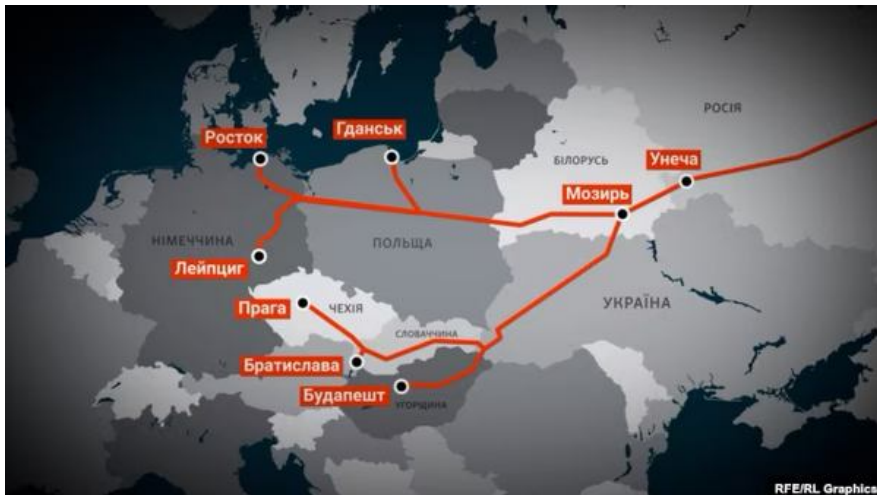 РОСІЯ
Гданськ
Росток
Унеча
БІЛОРУСЬ
Мозирь
НІМЕЧЧИНА
ПОЛЬЩА
Лейпциг
УКРАЇНА
Прага
ЧЕХІЯ
СЛОВАЧЧИНА
Братислава
Будапешт
УГОРЩИНА
RFE/RL Graphics